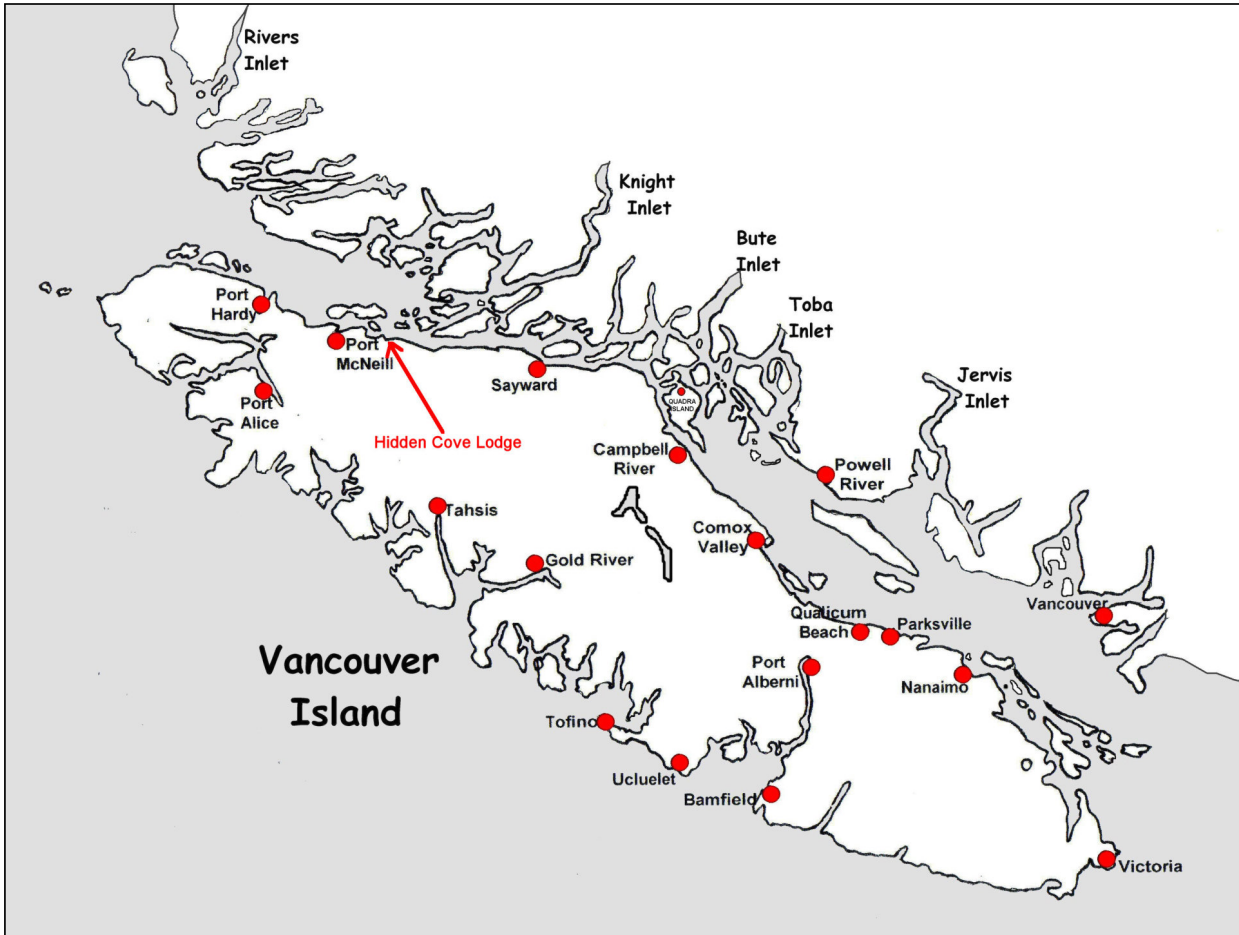 Rivers
Inlet
Knight
Inlet
Bute
Inlet
Toba
Inlet
Jervis
Inlet
Port
Hardy
Port
McNeill
Sayward
Port
Alice
Hidden Cove Lodge
QUADRA
ISLAND
Campbell
River
Powell
River
Tahsis
Comox
Valley
Gold River
Vancouver
Qualicum
Beach
Parksville
Port
Alberni
Nanaimo
Vancouver
Island
Tofino
Ucluelet
Bamfield
Victoria